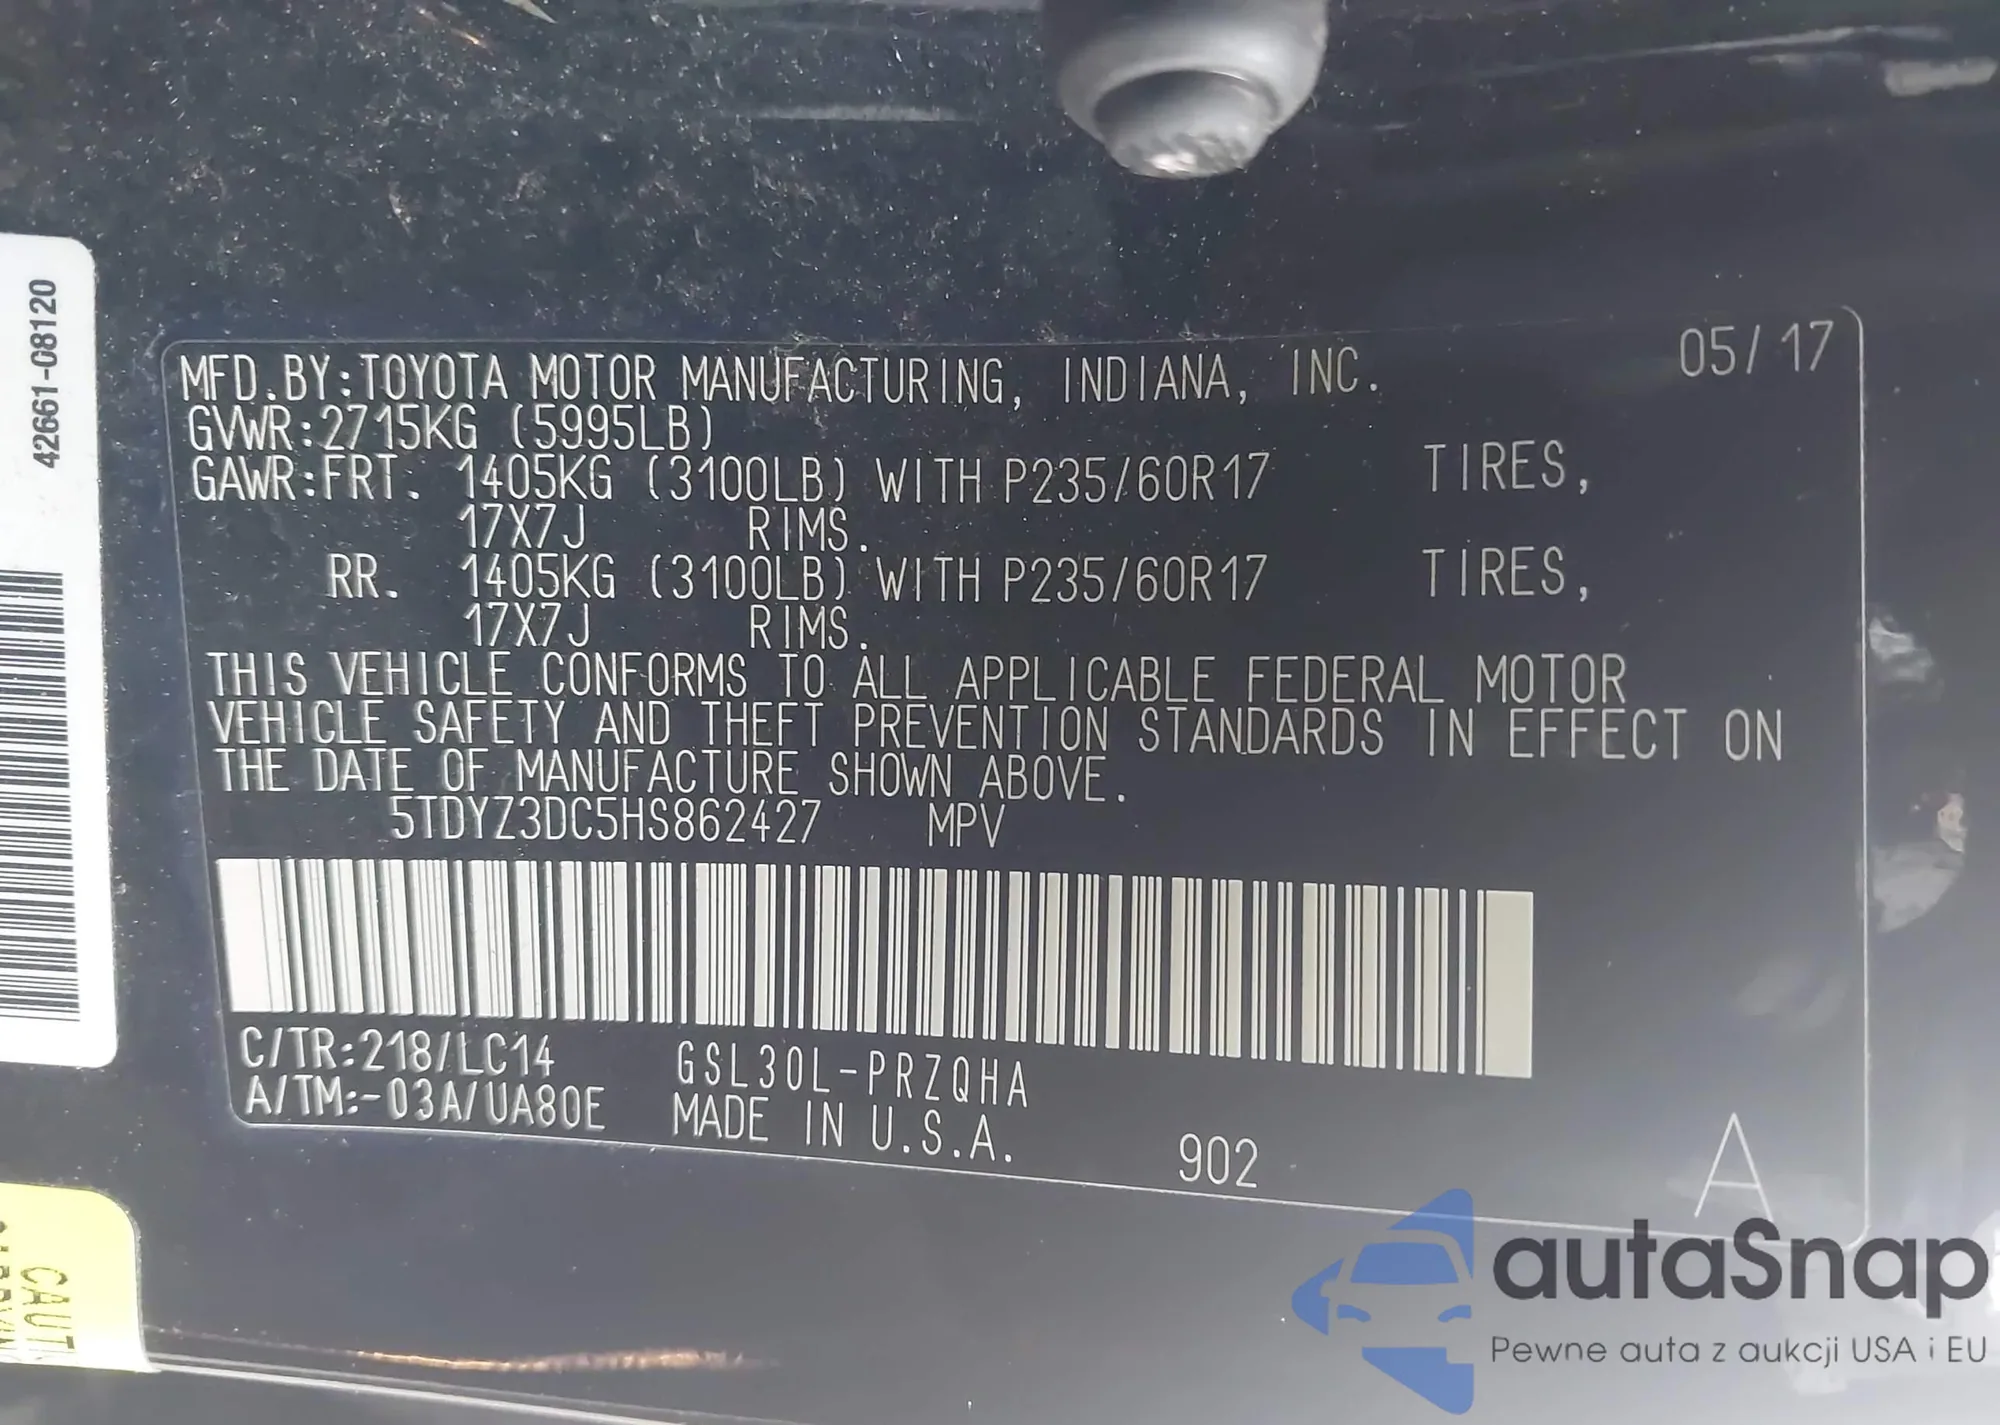 42661-08120
MFD.BY:TOYOTA MOTOR MANUFACTURING, INDIANA, INC. 05/17
GVWR:2715KG (5995LB)
GAWR:FRT. 1405KG (3100LB) WITH P235/60R17 TIRES,
17X7J RIMS.
RR. 1405KG (3100LB) WITH P235/60R17 TIRES,
17X7J RIMS.
THIS VEHICLE CONFORMS TO ALL APPLICABLE FEDERAL MOTOR
VEHICLE SAFETY AND THEFT PREVENTION STANDARDS IN EFFECT ON
THE DATE OF MANUFACTURE SHOWN ABOVE.
5TDYZ3DC5HS862427 MPV
C/TR:218/LC14 GSL30L-PRZQHA
A/TM:-03A/UA80E MADE IN U.S.A. 902 A
autaSnap
Pewne auta z aukcji USA i EU